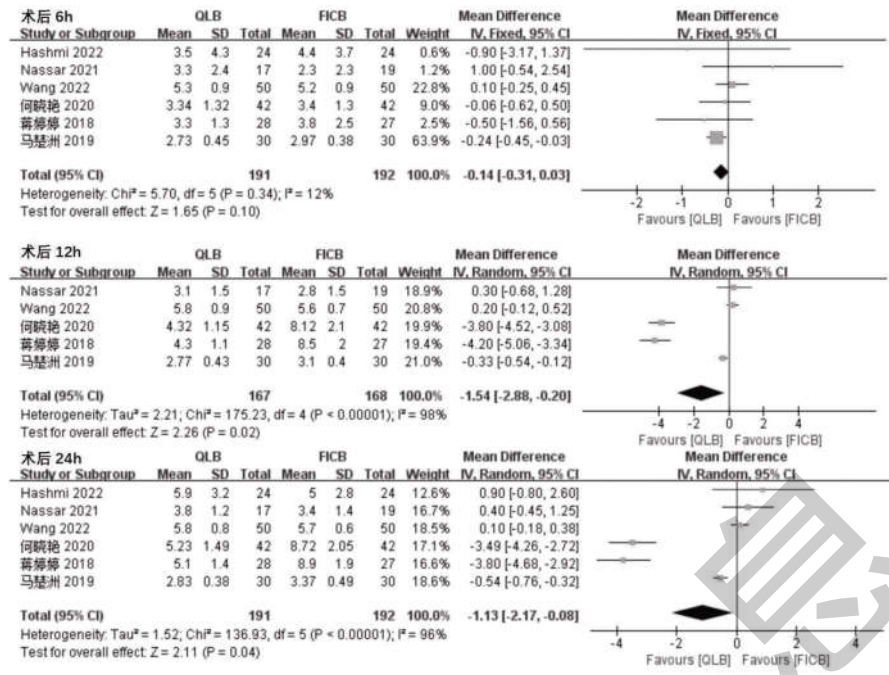 术后 6h QLB FICB Mean Difference Mean Difference
Study or Subgroup Mean SD Total Mean SD Total Weight IV, Fixed, 95% CI IV, Fixed, 95% CI
Hashmi 2022 3.5 4.3 24 4.4 3.7 24 0.6% -0.90 [-3.17, 1.37]
Nassar 2021 3.3 2.4 17 2.3 2.3 19 1.2% 1.00 [-0.54, 2.54]
Wang 2022 5.3 0.9 50 5.2 0.9 50 22.8% 0.10 [-0.25, 0.45]
何晓艳 2020 3.34 1.32 42 3.4 1.3 42 9.0% -0.06 [-0.62, 0.50]
蒋婷婷 2018 3.3 1.3 28 3.8 2.5 27 2.5% -0.50 [-1.56, 0.56]
马楚洲 2019 2.73 0.45 30 2.97 0.38 30 63.9% -0.24 [-0.45, -0.03]
Total (95% CI) 191 192 100.0% -0.14 [-0.31, 0.03]
Heterogeneity: Chi² = 5.70, df = 5 (P = 0.34); I² = 12%
Test for overall effect: Z = 1.65 (P = 0.10)
-2 -1 0 1 2
Favours [QLB] Favours [FICB]
术后 12h QLB FICB Mean Difference Mean Difference
Study or Subgroup Mean SD Total Mean SD Total Weight IV, Random, 95% CI IV, Random, 95% CI
Nassar 2021 3.1 1.5 17 2.8 1.5 19 18.9% 0.30 [-0.68, 1.28]
Wang 2022 5.8 0.9 50 5.6 0.7 50 20.8% 0.20 [-0.12, 0.52]
何晓艳 2020 4.32 1.15 42 8.12 2.1 42 19.9% -3.80 [-4.52, -3.08]
蒋婷婷 2018 4.3 1.1 28 8.5 2 27 19.4% -4.20 [-5.06, -3.34]
马楚洲 2019 2.77 0.43 30 3.1 0.4 30 21.0% -0.33 [-0.54, -0.12]
Total (95% CI) 167 168 100.0% -1.54 [-2.88, -0.20]
Heterogeneity: Tau² = 2.21; Chi² = 175.23, df = 4 (P < 0.00001); I² = 98%
Test for overall effect: Z = 2.26 (P = 0.02)
-4 -2 0 2 4
Favours [QLB] Favours [FICB]
术后 24h QLB FICB Mean Difference Mean Difference
Study or Subgroup Mean SD Total Mean SD Total Weight IV, Random, 95% CI IV, Random, 95% CI
Hashmi 2022 5.9 3.2 24 5 2.8 24 12.6% 0.90 [-0.80, 2.60]
Nassar 2021 3.8 1.2 17 3.4 1.4 19 16.7% 0.40 [-0.45, 1.25]
Wang 2022 5.8 0.8 50 5.7 0.6 50 18.5% 0.10 [-0.18, 0.38]
何晓艳 2020 5.23 1.49 42 8.72 2.05 42 17.1% -3.49 [-4.26, -2.72]
蒋婷婷 2018 5.1 1.4 28 8.9 1.9 27 16.6% -3.80 [-4.68, -2.92]
马楚洲 2019 2.83 0.38 30 3.37 0.49 30 18.6% -0.54 [-0.76, -0.32]
Total (95% CI) 191 192 100.0% -1.13 [-2.17, -0.08]
Heterogeneity: Tau² = 1.52; Chi² = 136.93, df = 5 (P < 0.00001); I² = 96%
Test for overall effect: Z = 2.11 (P = 0.04)
-4 -2 0 2 4
Favours [QLB] Favours [FICB]